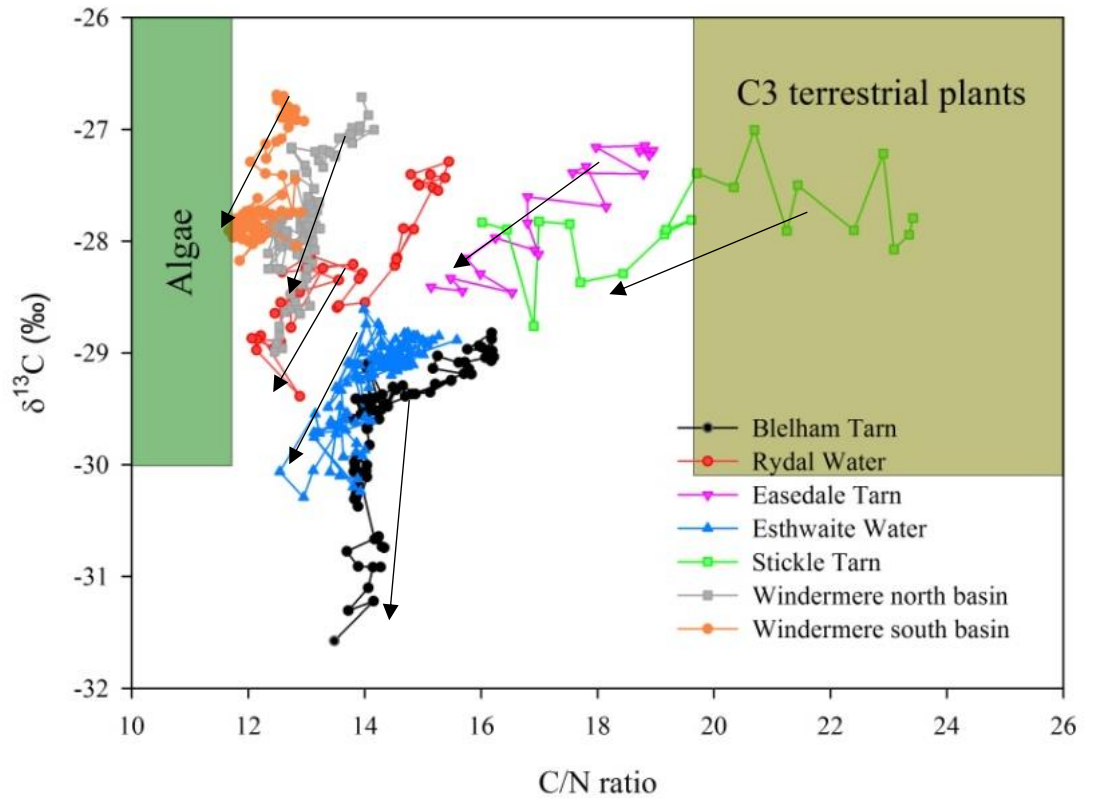 -26
-27
-28
-29
-30
-31
-32
δ¹³C (‰)
Algae
C3 terrestrial plants
Blelham Tarn
Rydal Water
Easedale Tarn
Esthwaite Water
Stickle Tarn
Windermere north basin
Windermere south basin
10 12 14 16 18 20 22 24 26
C/N ratio